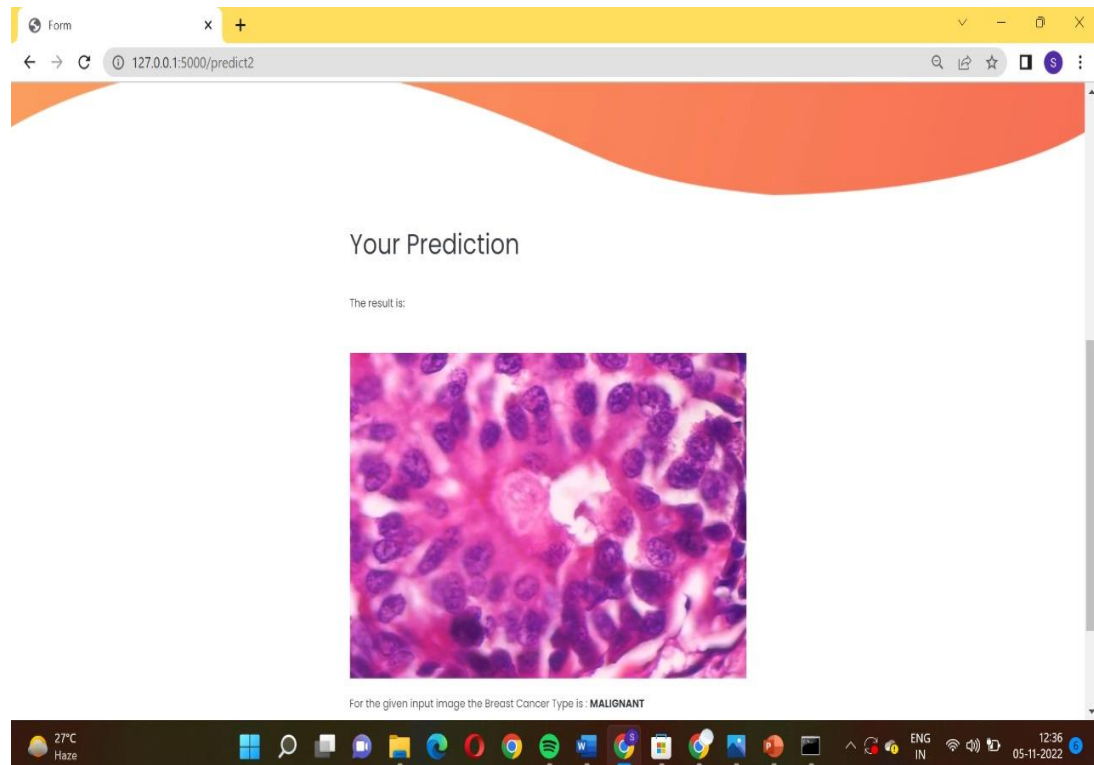 Form
127.0.0.1:5000/predict2
S
Your Prediction
The result is:
For the given input image the Breast Cancer Type is : MALIGNANT
27°C
Haze
ENG
IN
12:36
05-11-2022
6